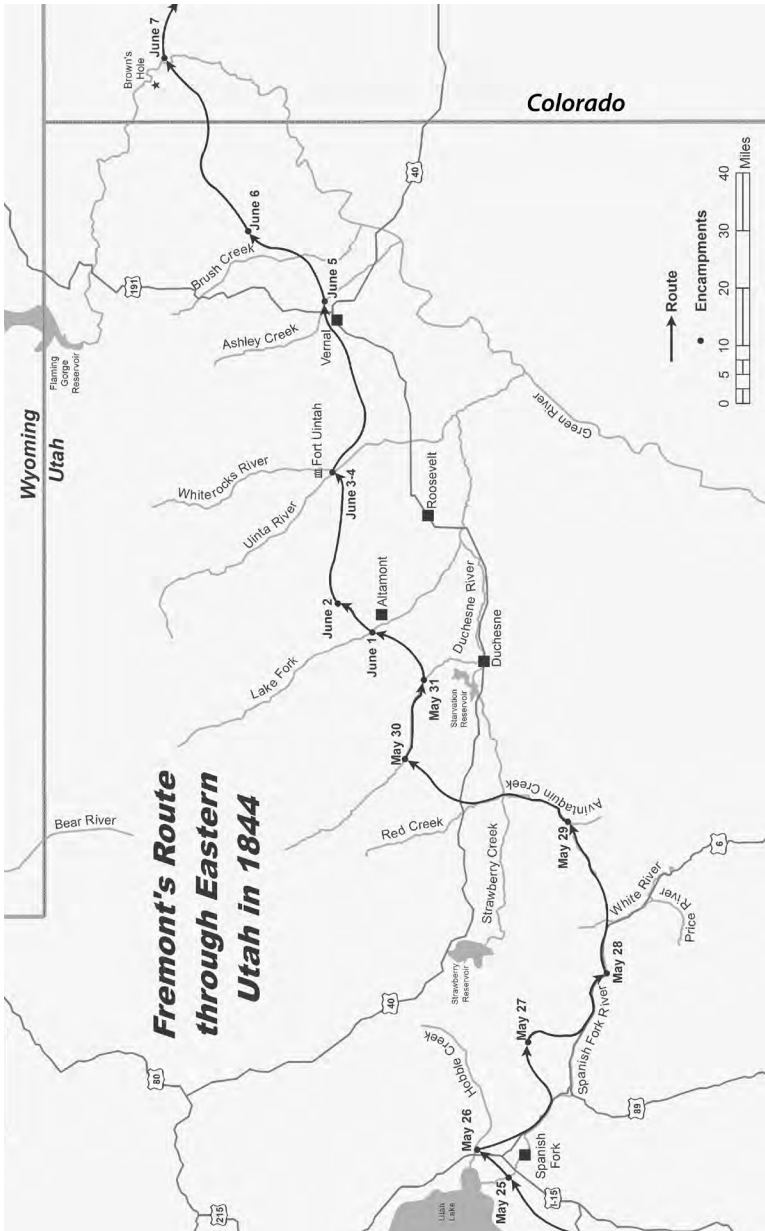 Fremont's Route
through Eastern
Utah in 1844
Wyoming
Utah
Colorado
Bear River
Flaming
Gorge
Reservoir
191
Brown's
Hole
June 7
June 6
Brush Creek
June 5
Vernal
Ashley Creek
40
Fort Uintah
Whiterocks River
Uinta River
June 3-4
Roosevelt
Green River
June 2
Altamont
June 1
Lake Fork
Duchesne River
Duchesne
May 31
Starvation
Reservoir
May 30
Red Creek
Strawberry Creek
Avintaquin Creek
May 29
White River
Price
River
6
Strawberry
Reservoir
40
May 28
May 27
Spanish Fork River
Hobble Creek
May 26
Spanish
Fork
May 25
Utah
Lake
80
215
89
I-15
Route
Encampments
0 5 10 20 30 40
Miles